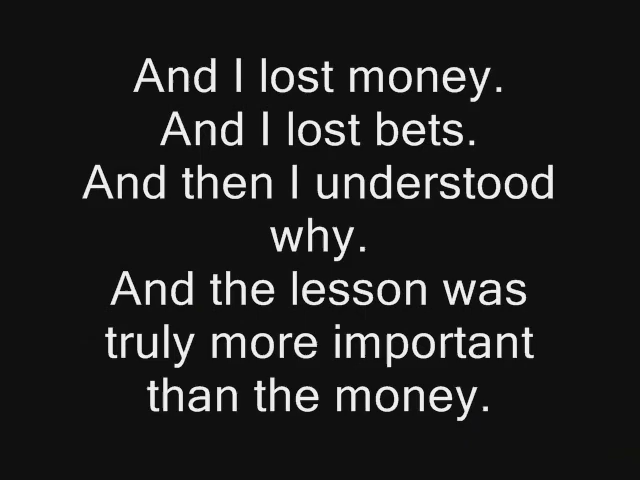 And I lost money.
And I lost bets.
And then I understood
why.
And the lesson was
truly more important
than the money.